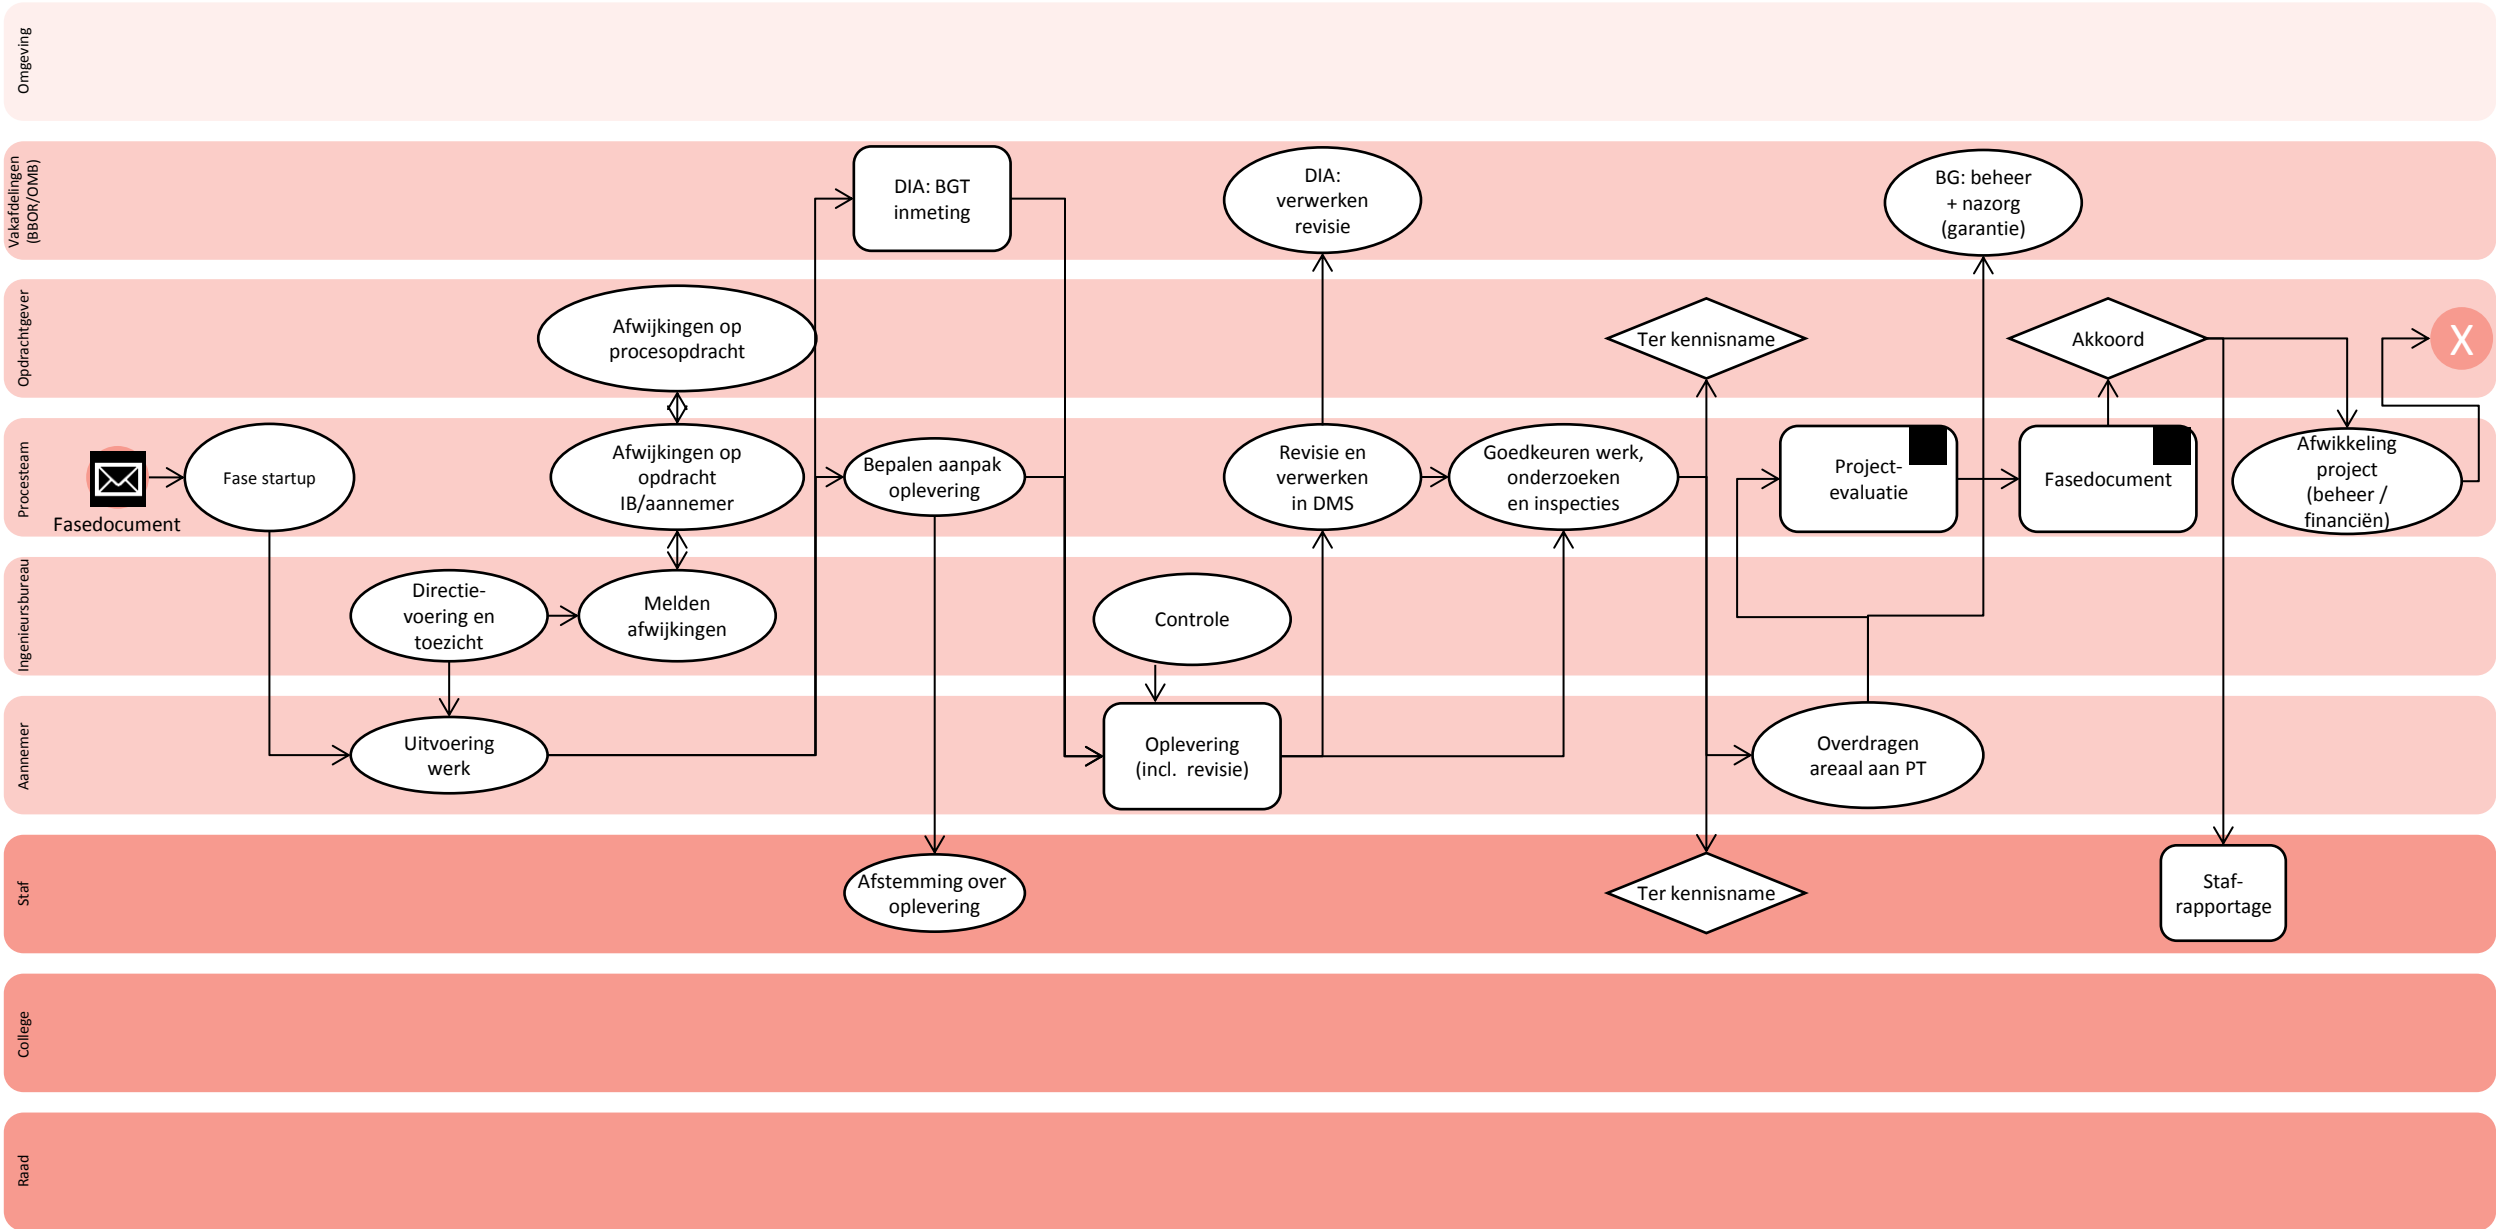 Omgeving
Vakafdelingen
(BBOR/OMB)
DIA: BGT
inmeting
DIA:
verwerken
revisie
BG: beheer
+ nazorg
(garantie)
Opdrachtgever
Afwijkingen op
procesopdracht
Ter kennisname
Akkoord
X
Procesteam
Fasedocument
Fase startup
Afwijkingen op
opdracht
IB/aannemer
Bepalen aanpak
oplevering
Revisie en
verwerken
in DMS
Goedkeuren werk,
onderzoeken
en inspecties
Project-
evaluatie
Fasedocument
Afwikkeling
project
(beheer /
financiën)
Ingenieursbureau
Directie-
voering en
toezicht
Melden
afwijkingen
Controle
Aannemer
Uitvoering
werk
Oplevering
(incl. revisie)
Overdragen
areaal aan PT
Staf
Afstemming over
oplevering
Ter kennisname
Staf-
rapportage
College
Raad